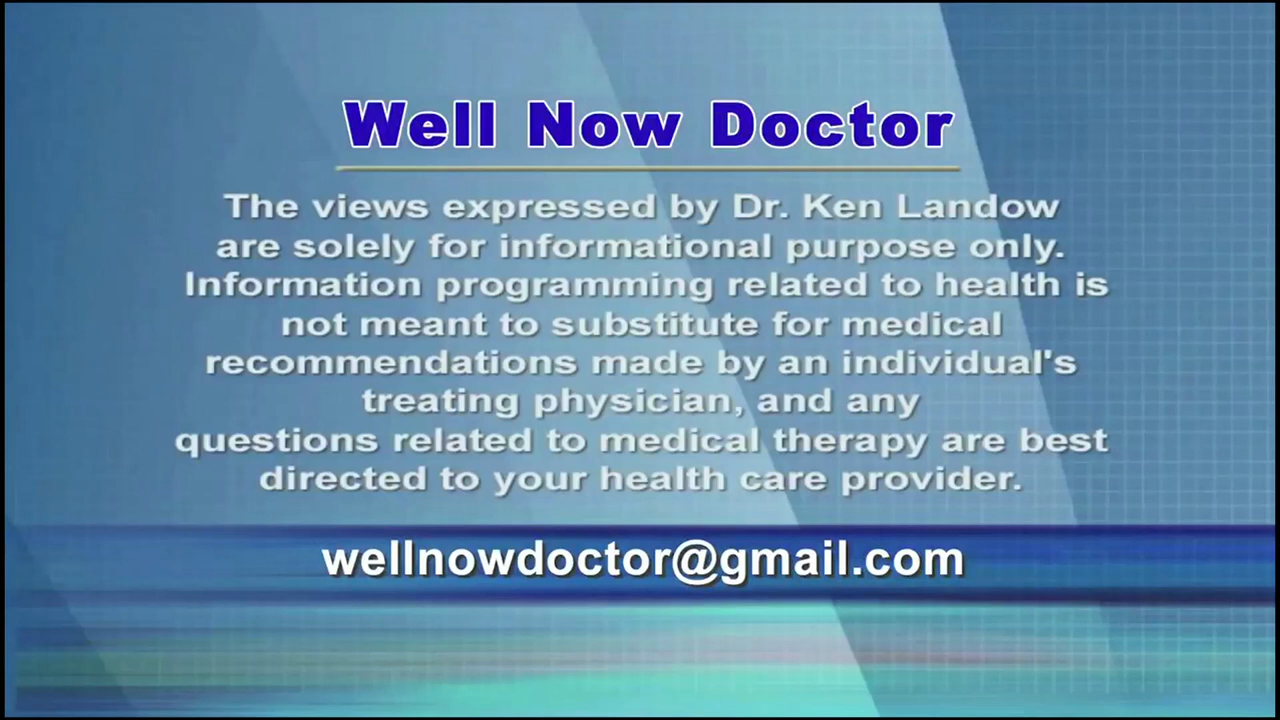 Well Now Doctor
The views expressed by Dr. Ken Landow
are solely for informational purpose only.
Information programming related to health is
not meant to substitute for medical
recommendations made by an individual's
treating physician, and any
questions related to medical therapy are best
directed to your health care provider.
wellnowdoctor@gmail.com